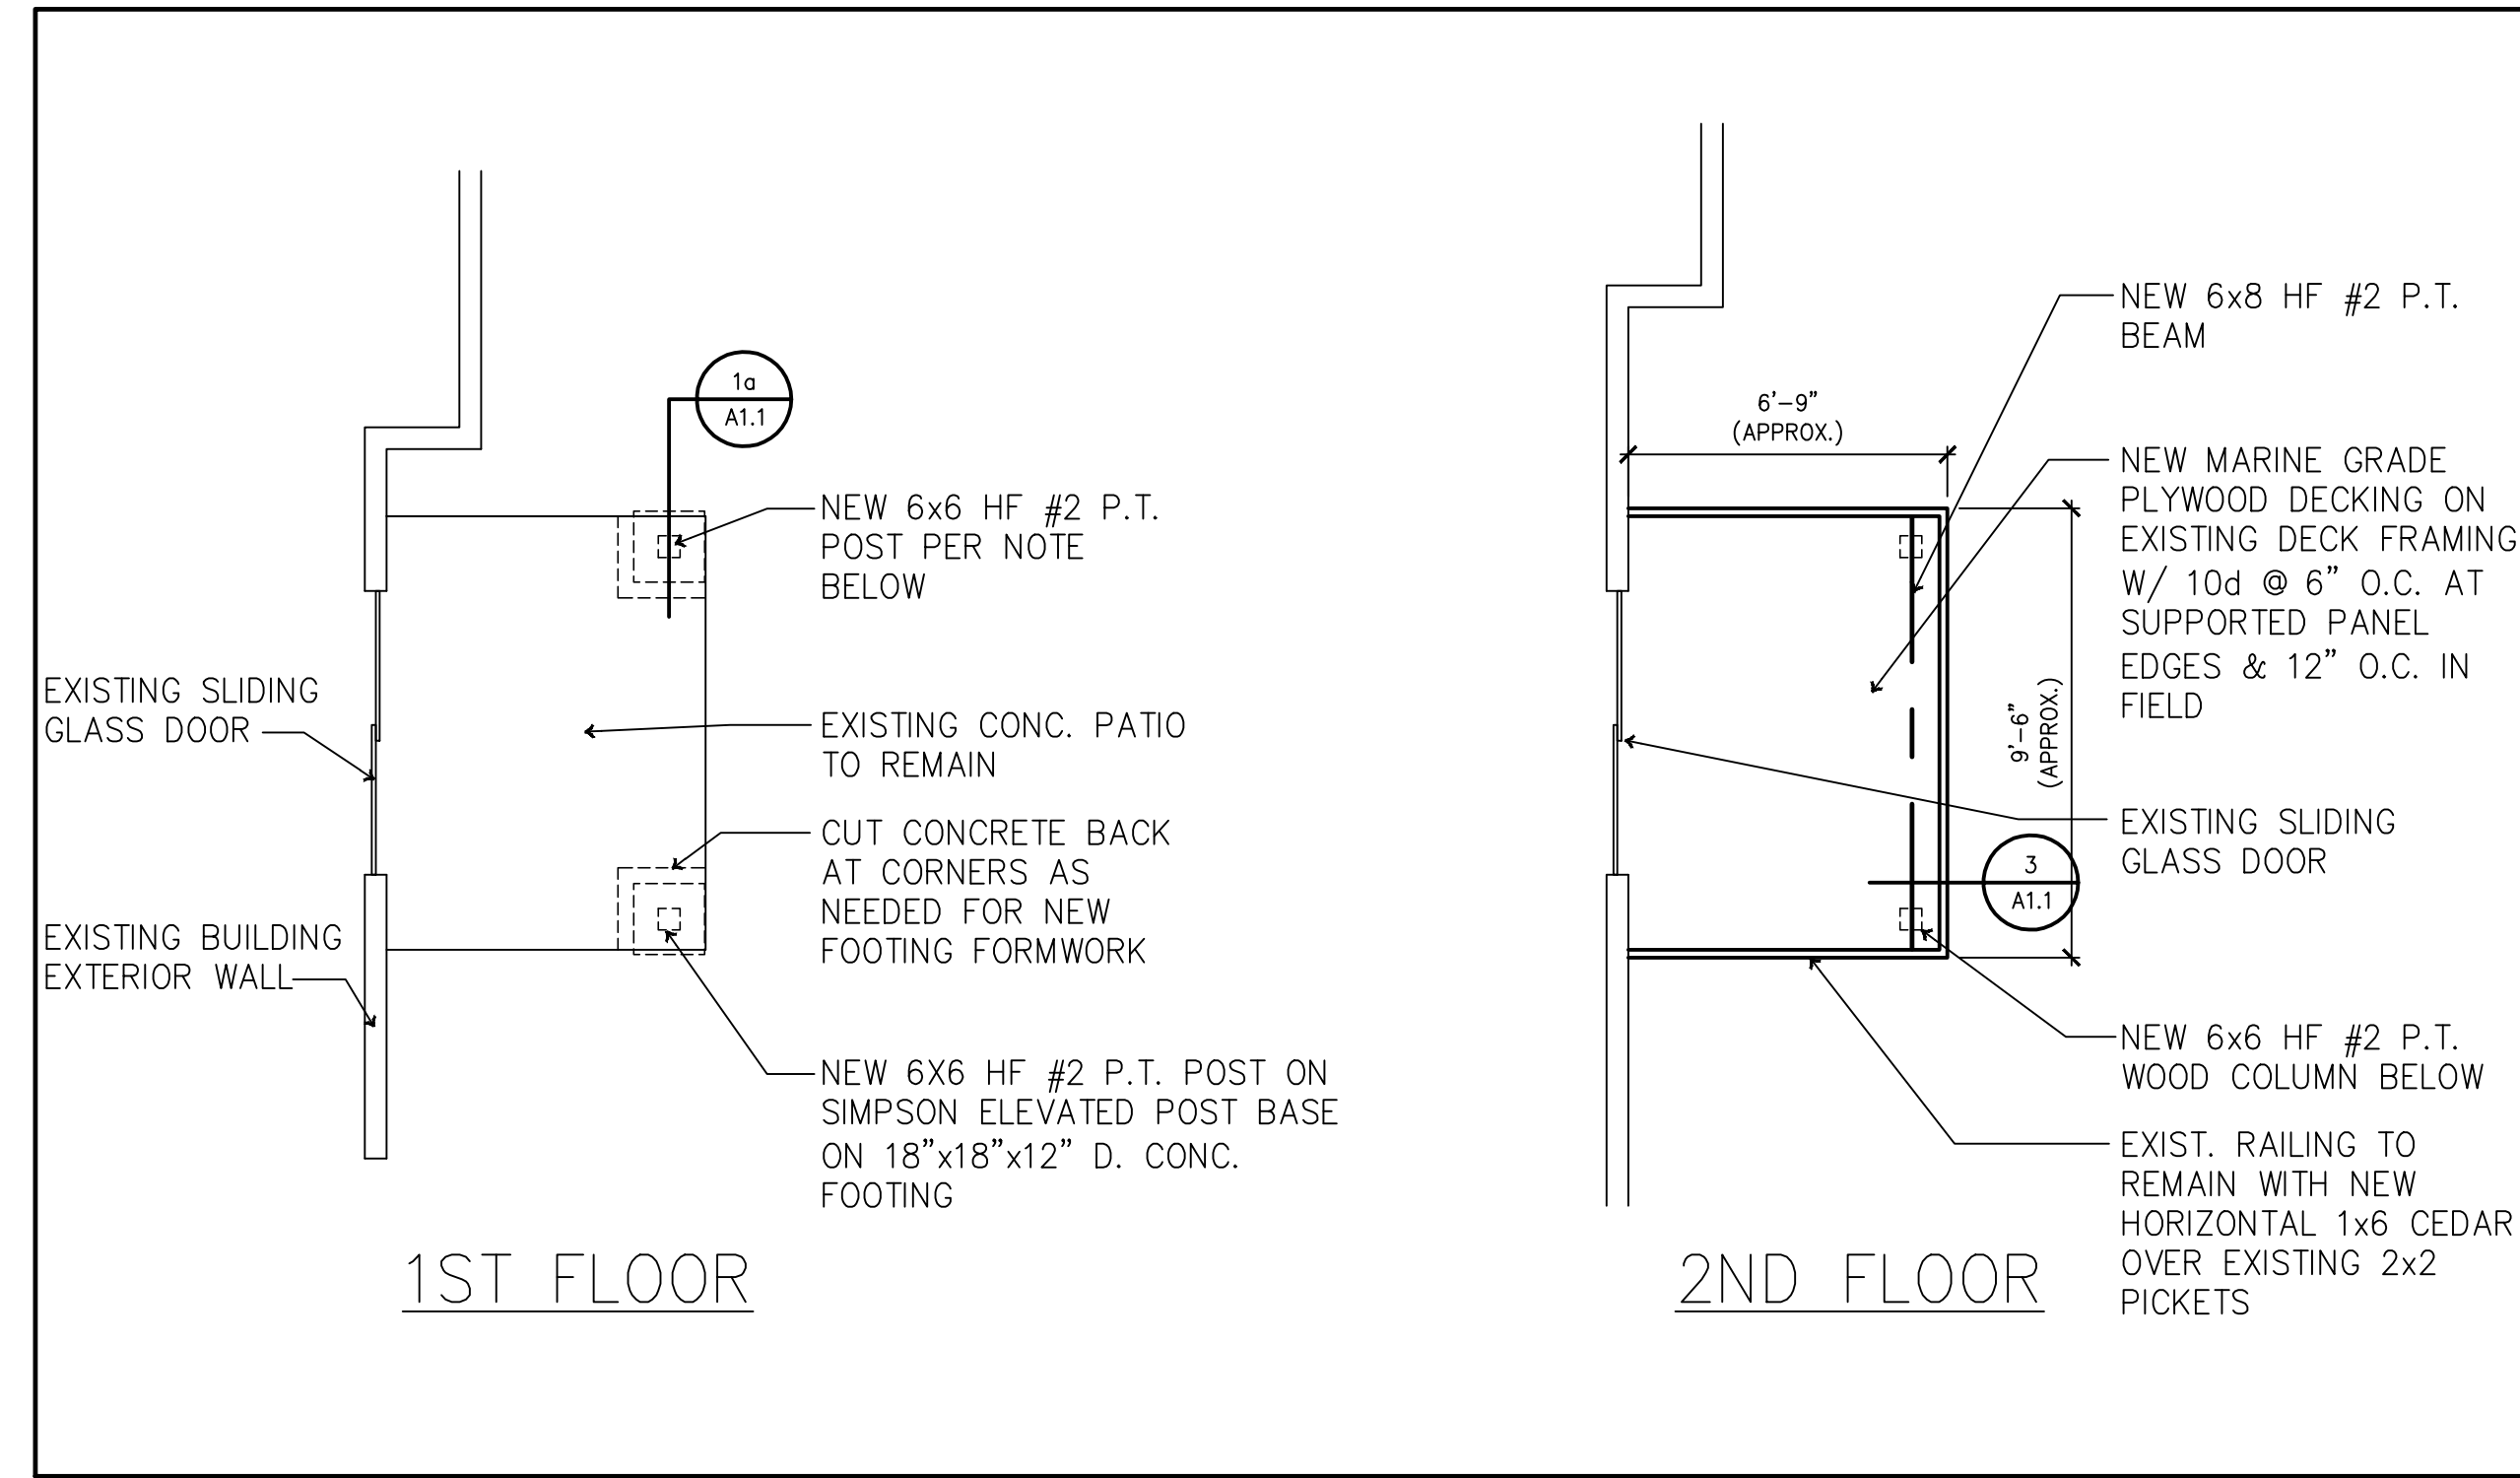 1a
A1.1
NEW 6x6 HF #2 P.T.
POST PER NOTE
BELOW
EXISTING SLIDING
GLASS DOOR
EXISTING CONC. PATIO
TO REMAIN
CUT CONCRETE BACK
AT CORNERS AS
NEEDED FOR NEW
FOOTING FORMWORK
EXISTING BUILDING
EXTERIOR WALL
NEW 6X6 HF #2 P.T. POST ON
SIMPSON ELEVATED POST BASE
ON 18”x18”x12” D. CONC.
FOOTING
1ST FLOOR
NEW 6x8 HF #2 P.T.
BEAM
6’-9”
(APPROX.)
NEW MARINE GRADE
PLYWOOD DECKING ON
EXISTING DECK FRAMING
W/ 10d @ 6” O.C. AT
SUPPORTED PANEL
EDGES & 12” O.C. IN
FIELD
9’-6”
(APPROX.)
EXISTING SLIDING
GLASS DOOR
3
A1.1
NEW 6x6 HF #2 P.T.
WOOD COLUMN BELOW
EXIST. RAILING TO
REMAIN WITH NEW
HORIZONTAL 1x6 CEDAR
OVER EXISTING 2x2
PICKETS
2ND FLOOR